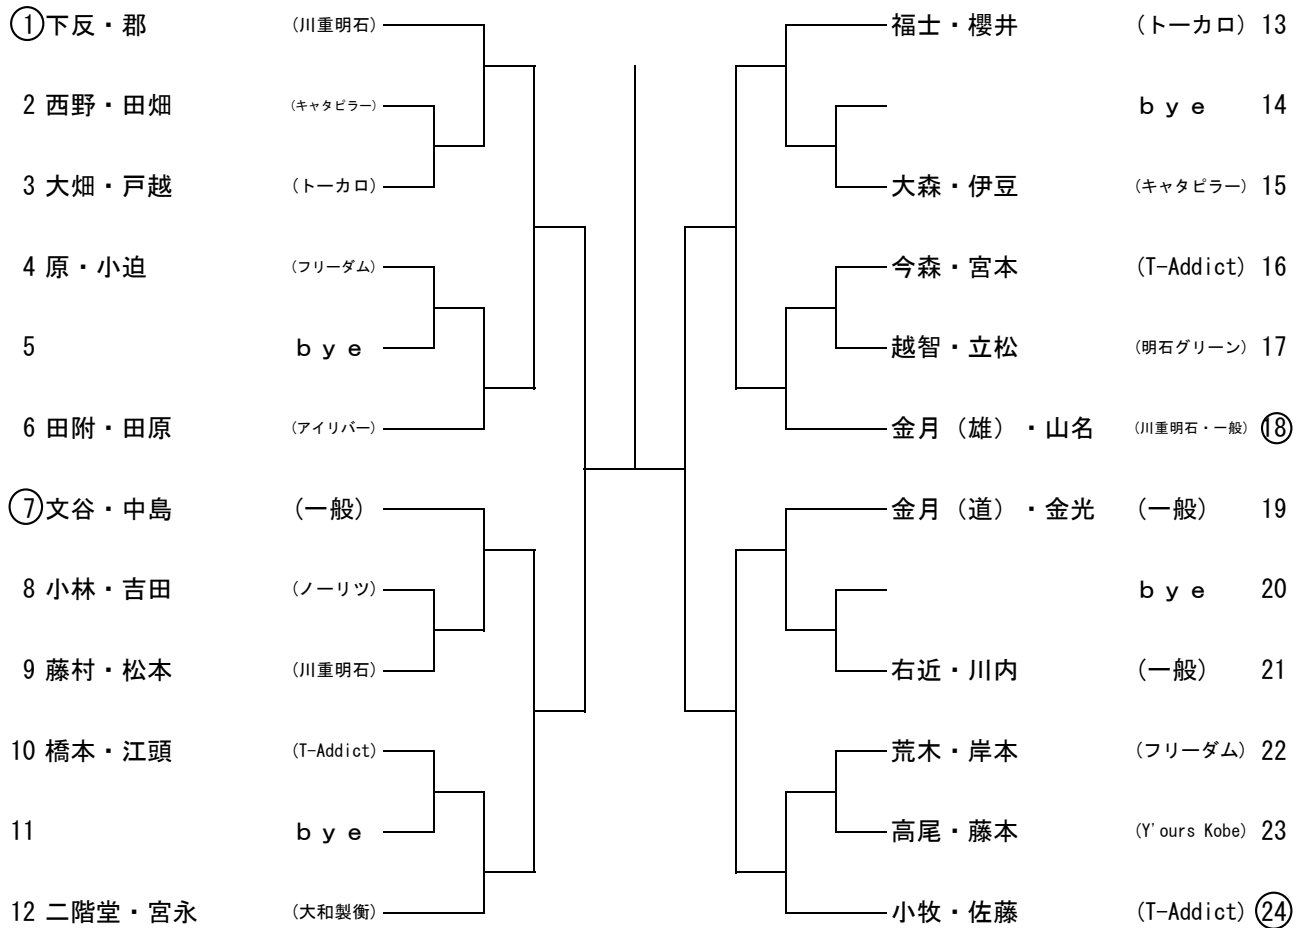 ①下反・郡 (川重明石)
2 西野・田畑 (キャタピラー)
3 大畑・戸越 (トーカロ)
4 原・小迫 (フリーダム)
5 ｂｙｅ
6 田附・田原 (アイリバー)
⑦文谷・中島 (一般)
8 小林・吉田 (ノーリツ)
9 藤村・松本 (川重明石)
10 橋本・江頭 (T-Addict)
11 ｂｙｅ
12 二階堂・宮永 (大和製衡)
福士・櫻井 (トーカロ) 13
ｂｙｅ 14
大森・伊豆 (キャタピラー) 15
今森・宮本 (T-Addict) 16
越智・立松 (明石グリーン) 17
金月（雄）・山名 (川重明石・一般) ⑱
金月（道）・金光 (一般) 19
ｂｙｅ 20
右近・川内 (一般) 21
荒木・岸本 (フリーダム) 22
高尾・藤本 (Y'ours Kobe) 23
小牧・佐藤 (T-Addict) ㉔